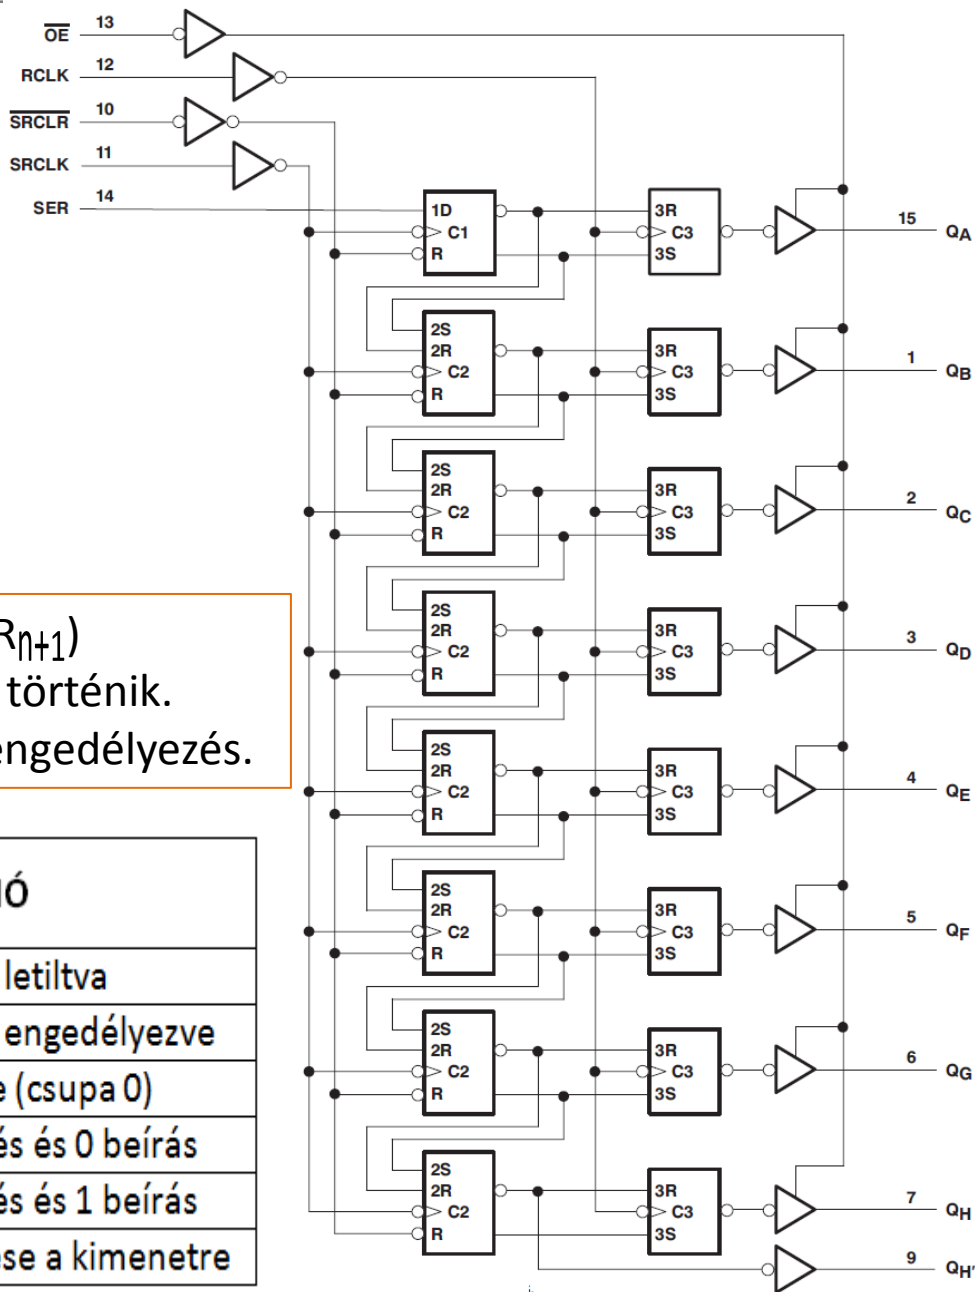 OE 13
RCLK 12
SRCLR 10
SRCLK 11
SER 14
1D 3R
C1 C3 15 QA
R 3S
2S
2R 3R
C2 C3 1 QB
R 3S
2S
2R 3R
C2 C3 2 QC
R 3S
2S
2R 3R
C2 C3 3 QD
R 3S
2S
2R 3R
C2 C3 4 QE
R 3S
2S
2R 3R
C2 C3 5 QF
R 3S
2S
2R 3R
C2 C3 6 QG
R 3S
2S
2R 3R
C2 C3 7 QH
R 3S
9 QH'
Rn+1)
történik.
engedélyezés.
IÓ
letiltva
engedélyezve
e (csupa 0)
és és 0 beírás
és és 1 beírás
ése a kimenetre